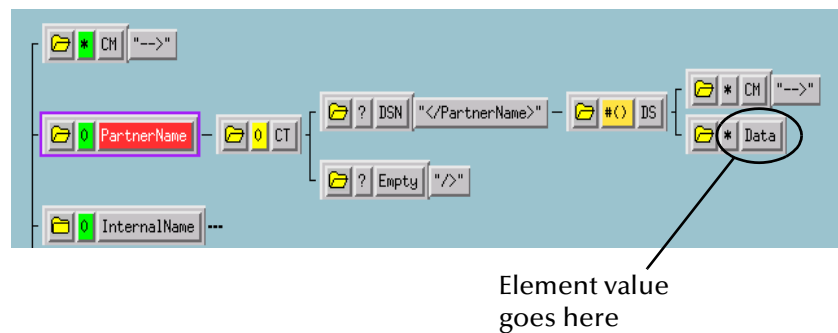 * CM "-->"
0 PartnerName
0 CT
? DSN "</PartnerName>"
#() DS
* CM "-->"
* Data
? Empty "/>"
0 InternalName
Element value
goes here